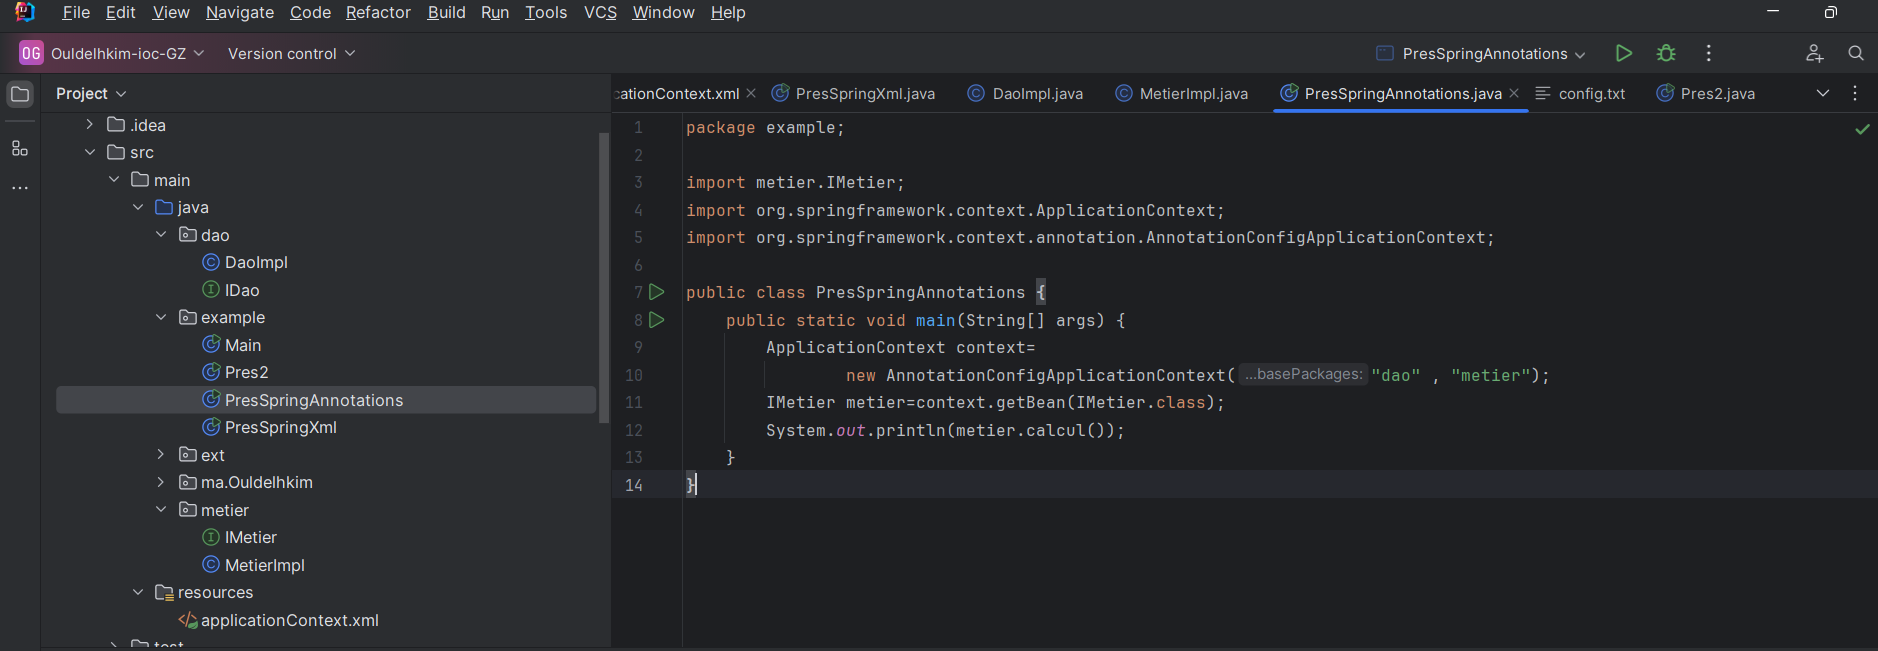 File Edit View Navigate Code Refactor Build Run Tools VCS Window Help
OG Ouldelhkim-ioc-GZ Version control PresSpringAnnotations
Project
cationContext.xml PresSpringXml.java DaoImpl.java MetierImpl.java PresSpringAnnotations.java config.txt Pres2.java
.idea
src
main
java
dao
DaoImpl
IDao
example
Main
Pres2
PresSpringAnnotations
PresSpringXml
ext
ma.Ouldelhkim
metier
IMetier
MetierImpl
resources
applicationContext.xml
test
1 package example;
2
3 import metier.IMetier;
4 import org.springframework.context.ApplicationContext;
5 import org.springframework.context.annotation.AnnotationConfigApplicationContext;
6
7 public class PresSpringAnnotations {
8 public static void main(String[] args) {
9 ApplicationContext context=
10 new AnnotationConfigApplicationContext( ...basePackages: "dao" , "metier");
11 IMetier metier=context.getBean(IMetier.class);
12 System.out.println(metier.calcul());
13 }
14 }